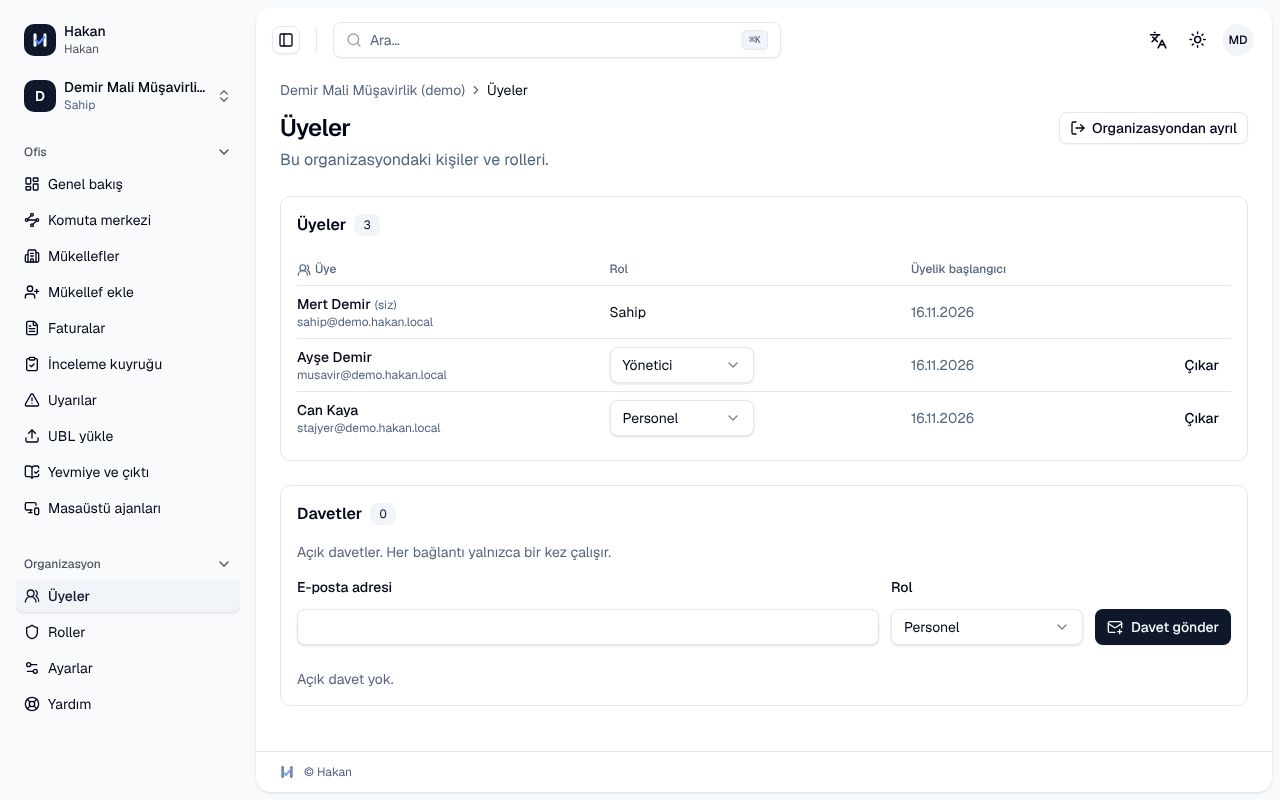 Hakan
Hakan
D
Demir Mali Müşavirli...
Sahip
Ofis
Genel bakış
Komuta merkezi
Mükellefler
Mükellef ekle
Faturalar
İnceleme kuyruğu
Uyarılar
UBL yükle
Yevmiye ve çıktı
Masaüstü ajanları
Organizasyon
Üyeler
Roller
Ayarlar
Yardım
Ara... ⌘K
MD
Demir Mali Müşavirlik (demo) > Üyeler
Üyeler
Organizasyondan ayrıl
Bu organizasyondaki kişiler ve rolleri.
Üyeler 3
Üye Rol Üyelik başlangıcı
Mert Demir (siz)
sahip@demo.hakan.local
Sahip 16.11.2026
Ayşe Demir
musavir@demo.hakan.local
Yönetici 16.11.2026 Çıkar
Can Kaya
stajyer@demo.hakan.local
Personel 16.11.2026 Çıkar
Davetler 0
Açık davetler. Her bağlantı yalnızca bir kez çalışır.
E-posta adresi Rol
Personel Davet gönder
Açık davet yok.
© Hakan